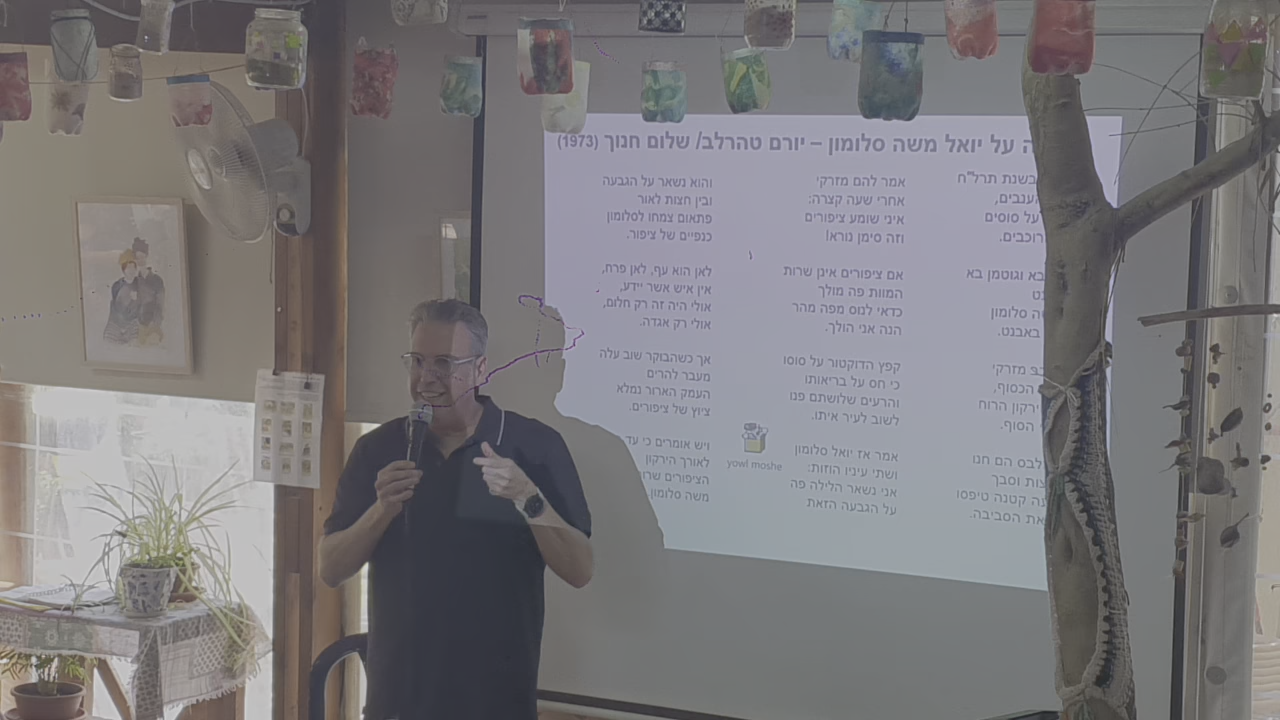 ה על יואל משה סלומון – יורם טהרלב/ שלום חנוך (1973)
בשנת תרל"ח
ענבים,
על סוסים
רוכבים.
בא וגוטמן בא
ה סלומון
באבנט.
מזרקי
הכסוף,
ירקון הרוח
הסוף.
לבס הם חנו
צות וסבך
ה קטנה טיפסו
את הסביבה.
אמר להם מזרקי
אחרי שעה קצרה:
איני שומע ציפורים
וזה סימן נורא!
אם ציפורים אינן שרות
המוות פה מולך
כדאי לנוס מפה מהר
הנה אני הולך.
קפץ הדוקטור על סוסו
כי חס על בריאותו
והרעים שלושתם פנו
לשוב לעיר איתו.
אמר אז יואל סלומון
ושתי עיניו הוזות:
אני נשאר הלילה פה
על הגבעה הזאת
והוא נשאר על הגבעה
ובין חצות לאור
פתאום צמחו לסלומון
כנפיים של ציפור.
לאן הוא עף, לאן פרח,
אין איש אשר יידע,
אולי היה זה רק חלום,
אולי רק אגדה.
אך כשהבוקר שוב עלה
מעבר להרים
העמק הארור נמלא
ציוץ של ציפורים.
ויש אומרים כי עד
לאורך הירקון
הציפורים
משה סלומון
yowl moshe